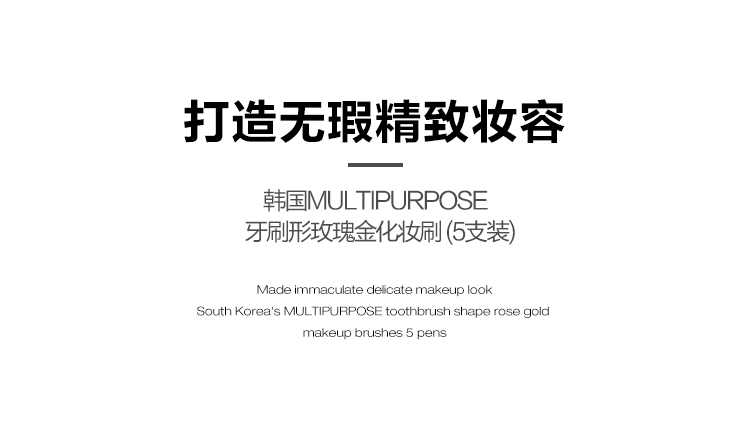 打造无瑕精致妆容
韩国MULTIPURPOSE
牙刷形玫瑰金化妆刷 (5支装)
Made immaculate delicate makeup look
South Korea's MULTIPURPOSE toothbrush shape rose gold
makeup brushes 5 pens